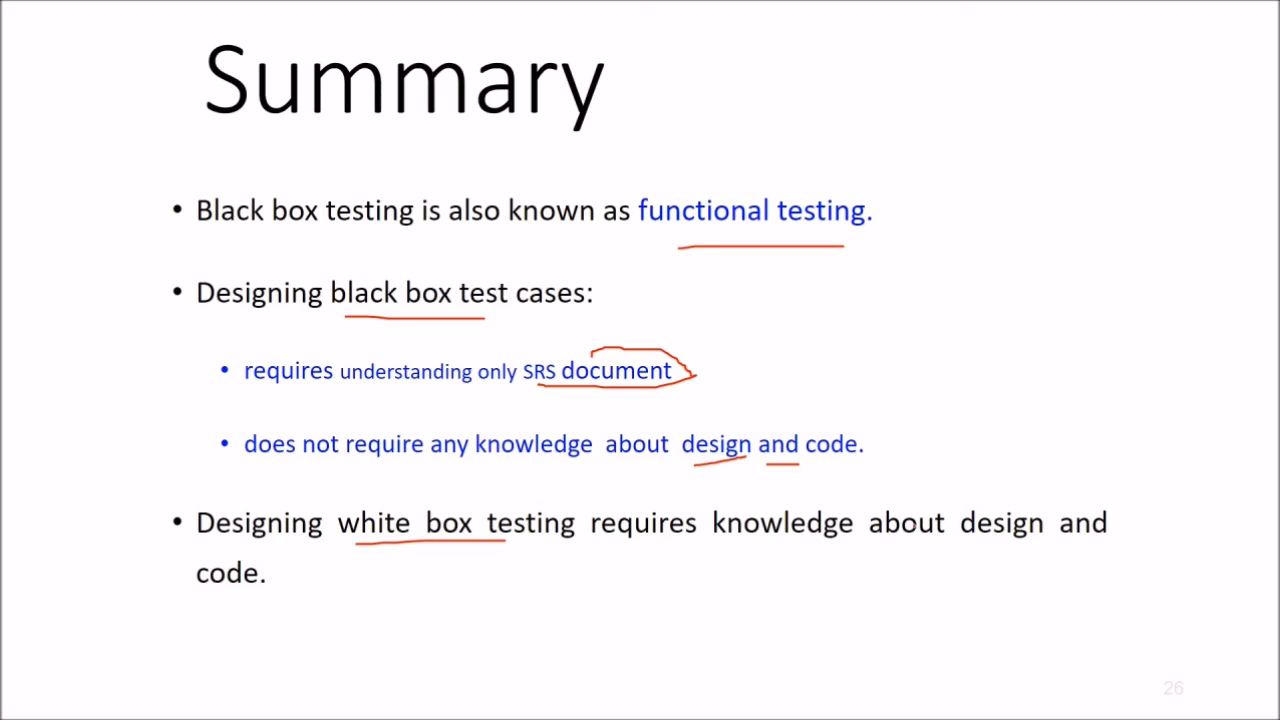 Summary
• Black box testing is also known as functional testing.
• Designing black box test cases:
• requires understanding only SRS document
• does not require any knowledge about design and code.
• Designing white box testing requires knowledge about design and
code.
26